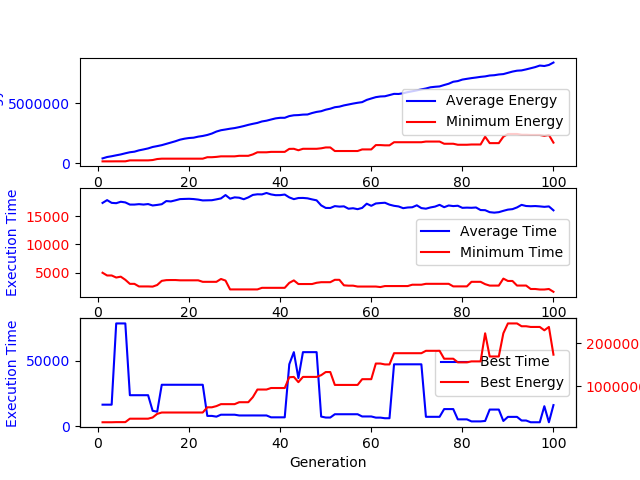 5000000
0
Average Energy
Minimum Energy
0 20 40 60 80 100
Execution Time
15000
10000
5000
Average Time
Minimum Time
0 20 40 60 80 100
Execution Time
50000
0
Best Time
Best Energy
0 20 40 60 80 100
Generation